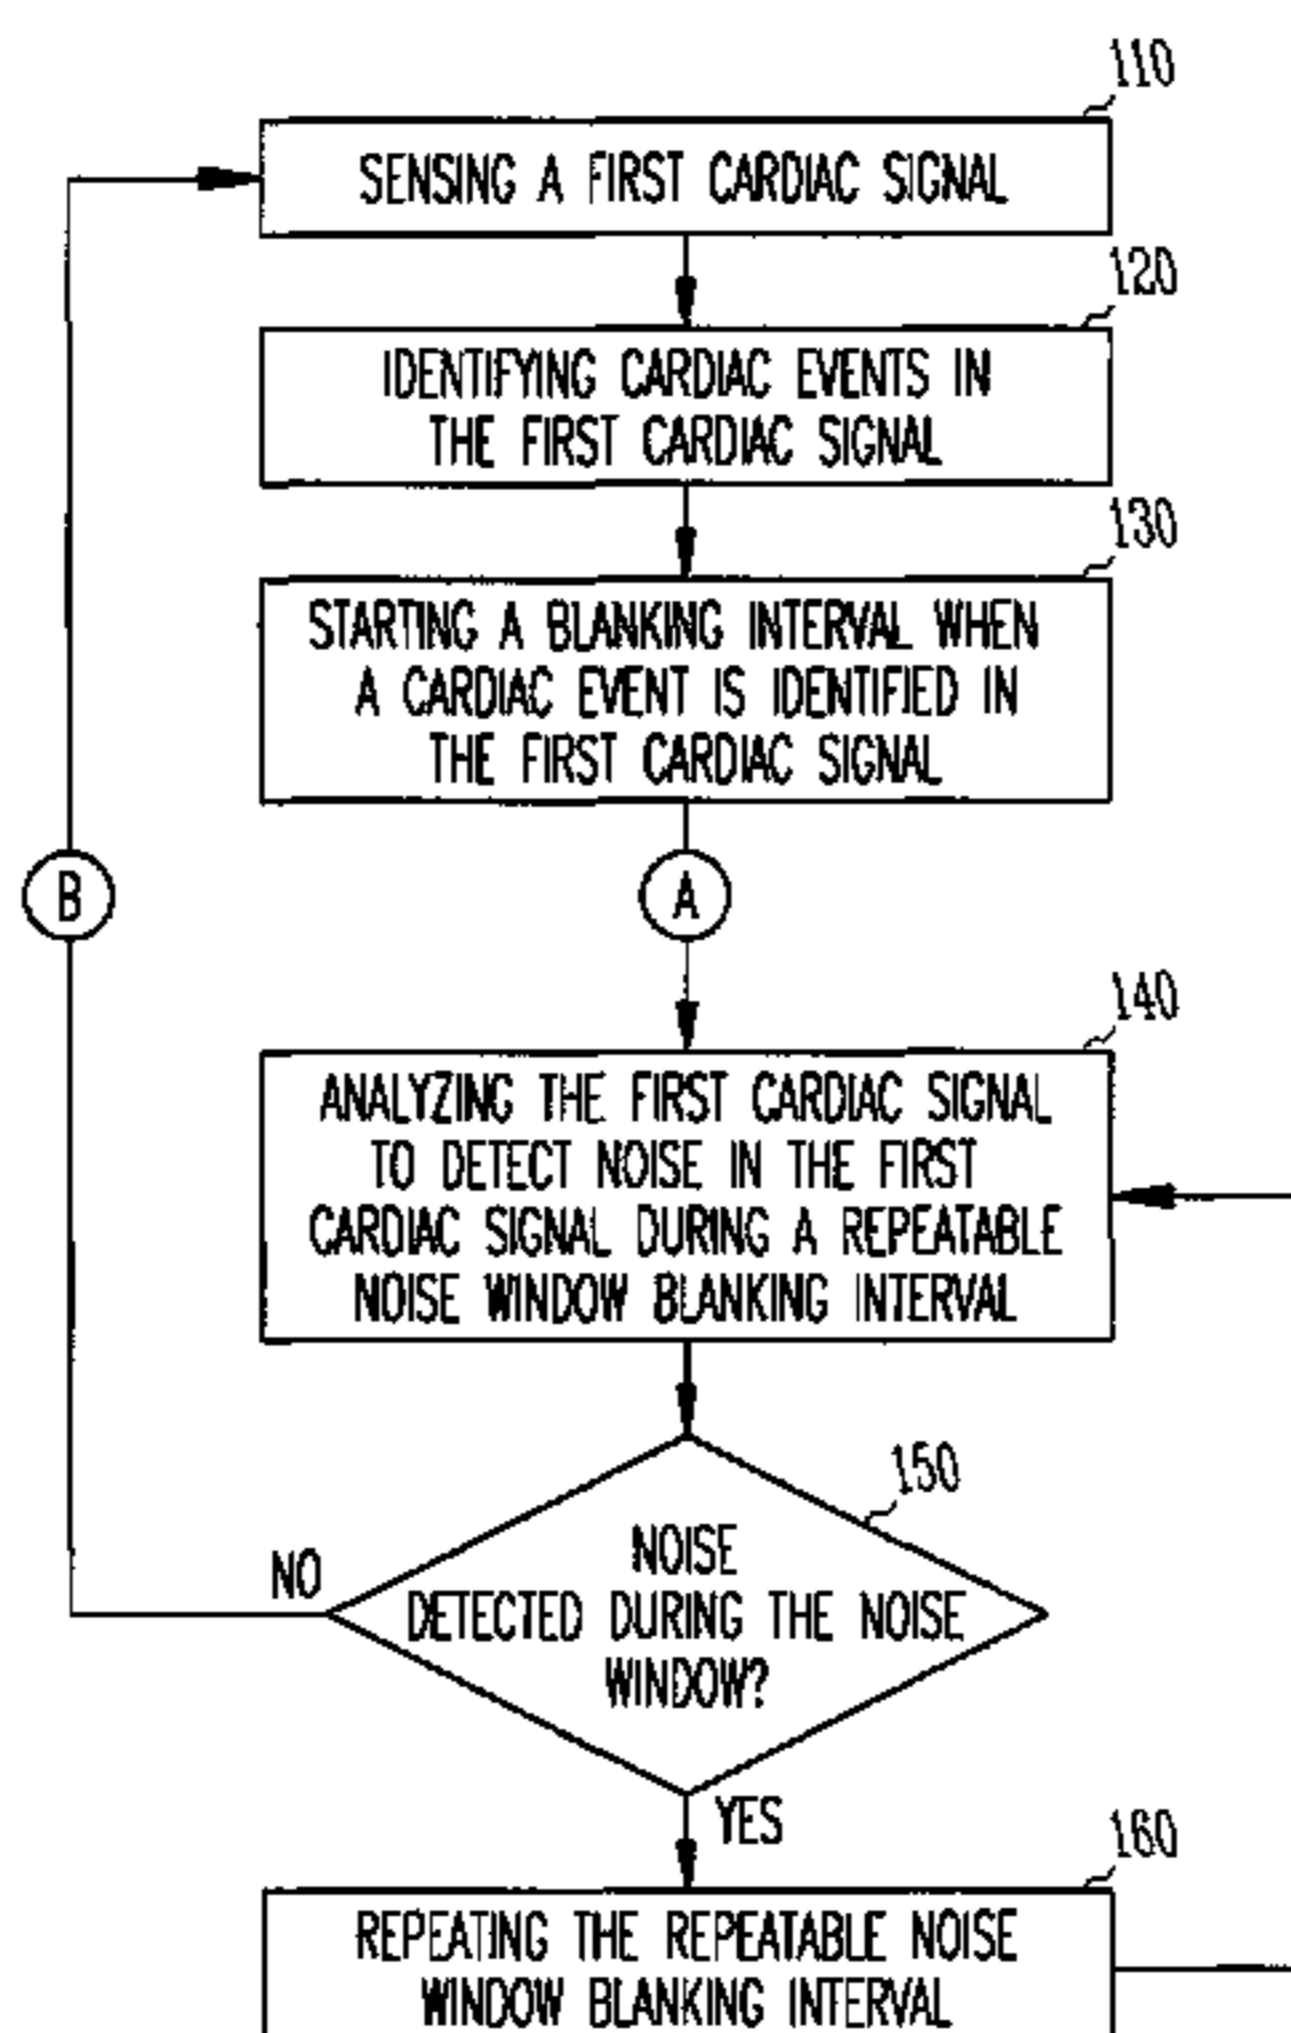 110
SENSING A FIRST CARDIAC SIGNAL
120
IDENTIFYING CARDIAC EVENTS IN
THE FIRST CARDIAC SIGNAL
130
STARTING A BLANKING INTERVAL WHEN
A CARDIAC EVENT IS IDENTIFIED IN
THE FIRST CARDIAC SIGNAL
B
A
140
ANALYZING THE FIRST CARDIAC SIGNAL
TO DETECT NOISE IN THE FIRST
CARDIAC SIGNAL DURING A REPEATABLE
NOISE WINDOW BLANKING INTERVAL
150
NOISE
DETECTED DURING THE NOISE
WINDOW?
NO
YES
160
REPEATING THE REPEATABLE NOISE
WINDOW BLANKING INTERVAL